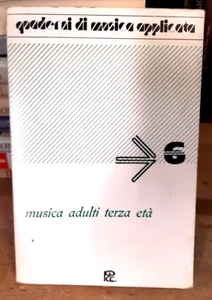 quaderni di musica applicata
6
musica adulti terza età